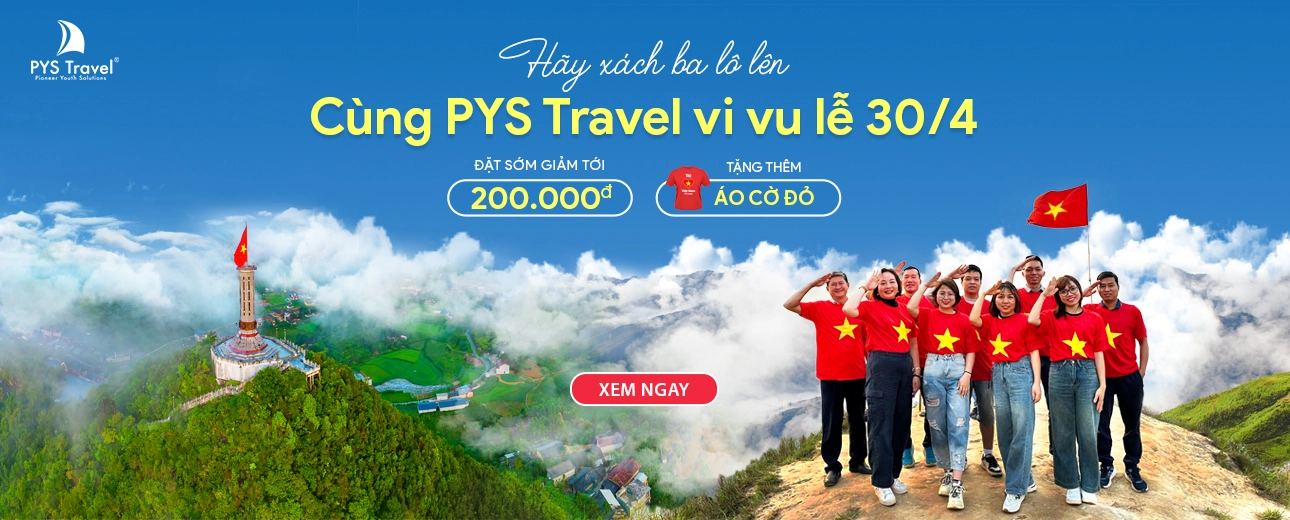 PYS Travel®
Pioneer Youth Solutions
Hãy xách ba lô lên
Cùng PYS Travel vi vu lễ 30/4
ĐẶT SỚM GIẢM TỚI
200.000đ
TẶNG THÊM
ÁO CỜ ĐỎ
XEM NGAY